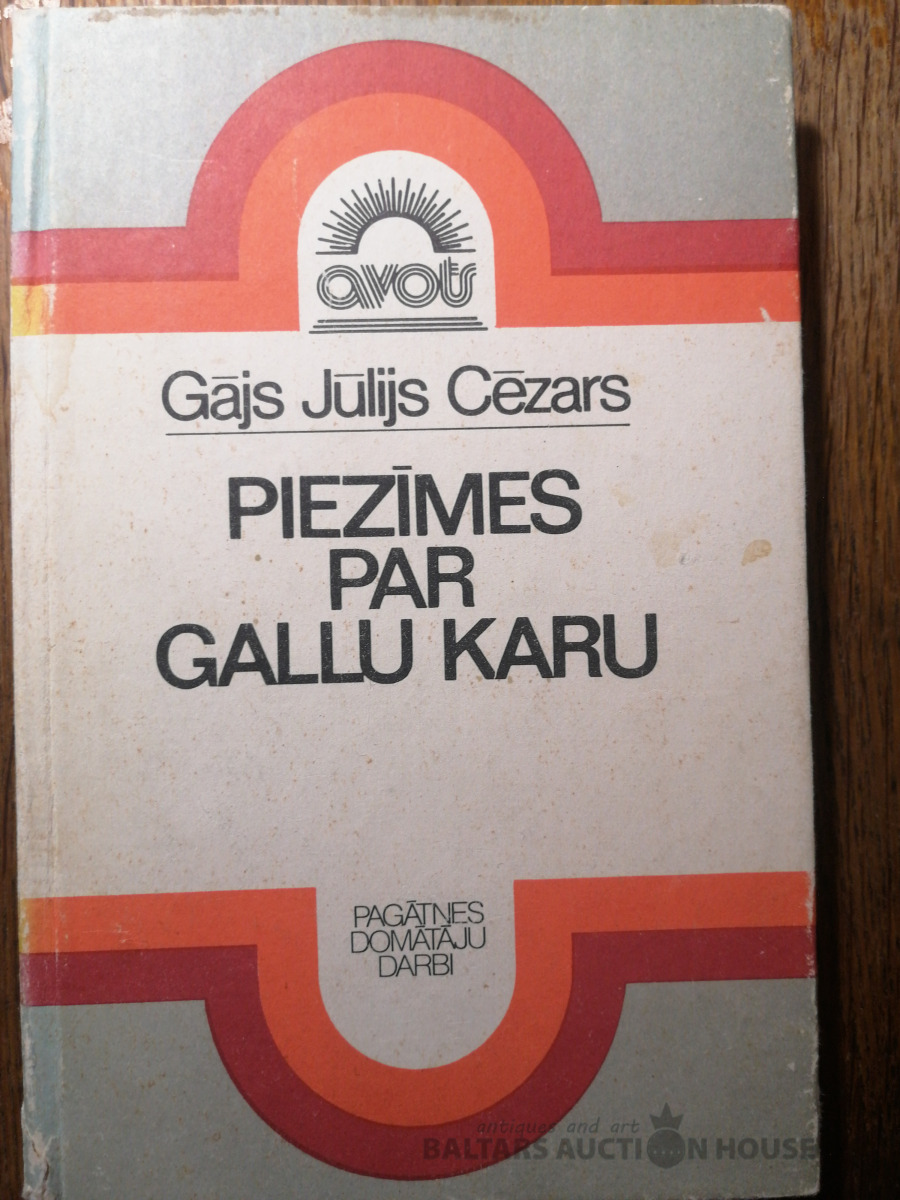 avots
Gājs Jūlijs Cēzars
PIEZĪMES
PAR
GALLU KARU
PAGĀTNES
DOMĀTĀJU
DARBI
antiques and art
BALTARS AUCTION HOUSE